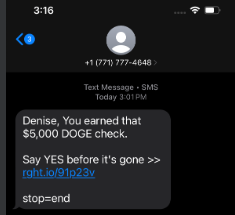 3:16
3
+1 (771) 777-4648 >
Text Message • SMS
Today 3:01 PM
Denise, You earned that
$5,000 DOGE check.
Say YES before it's gone >>
rght.io/91p23v
stop=end